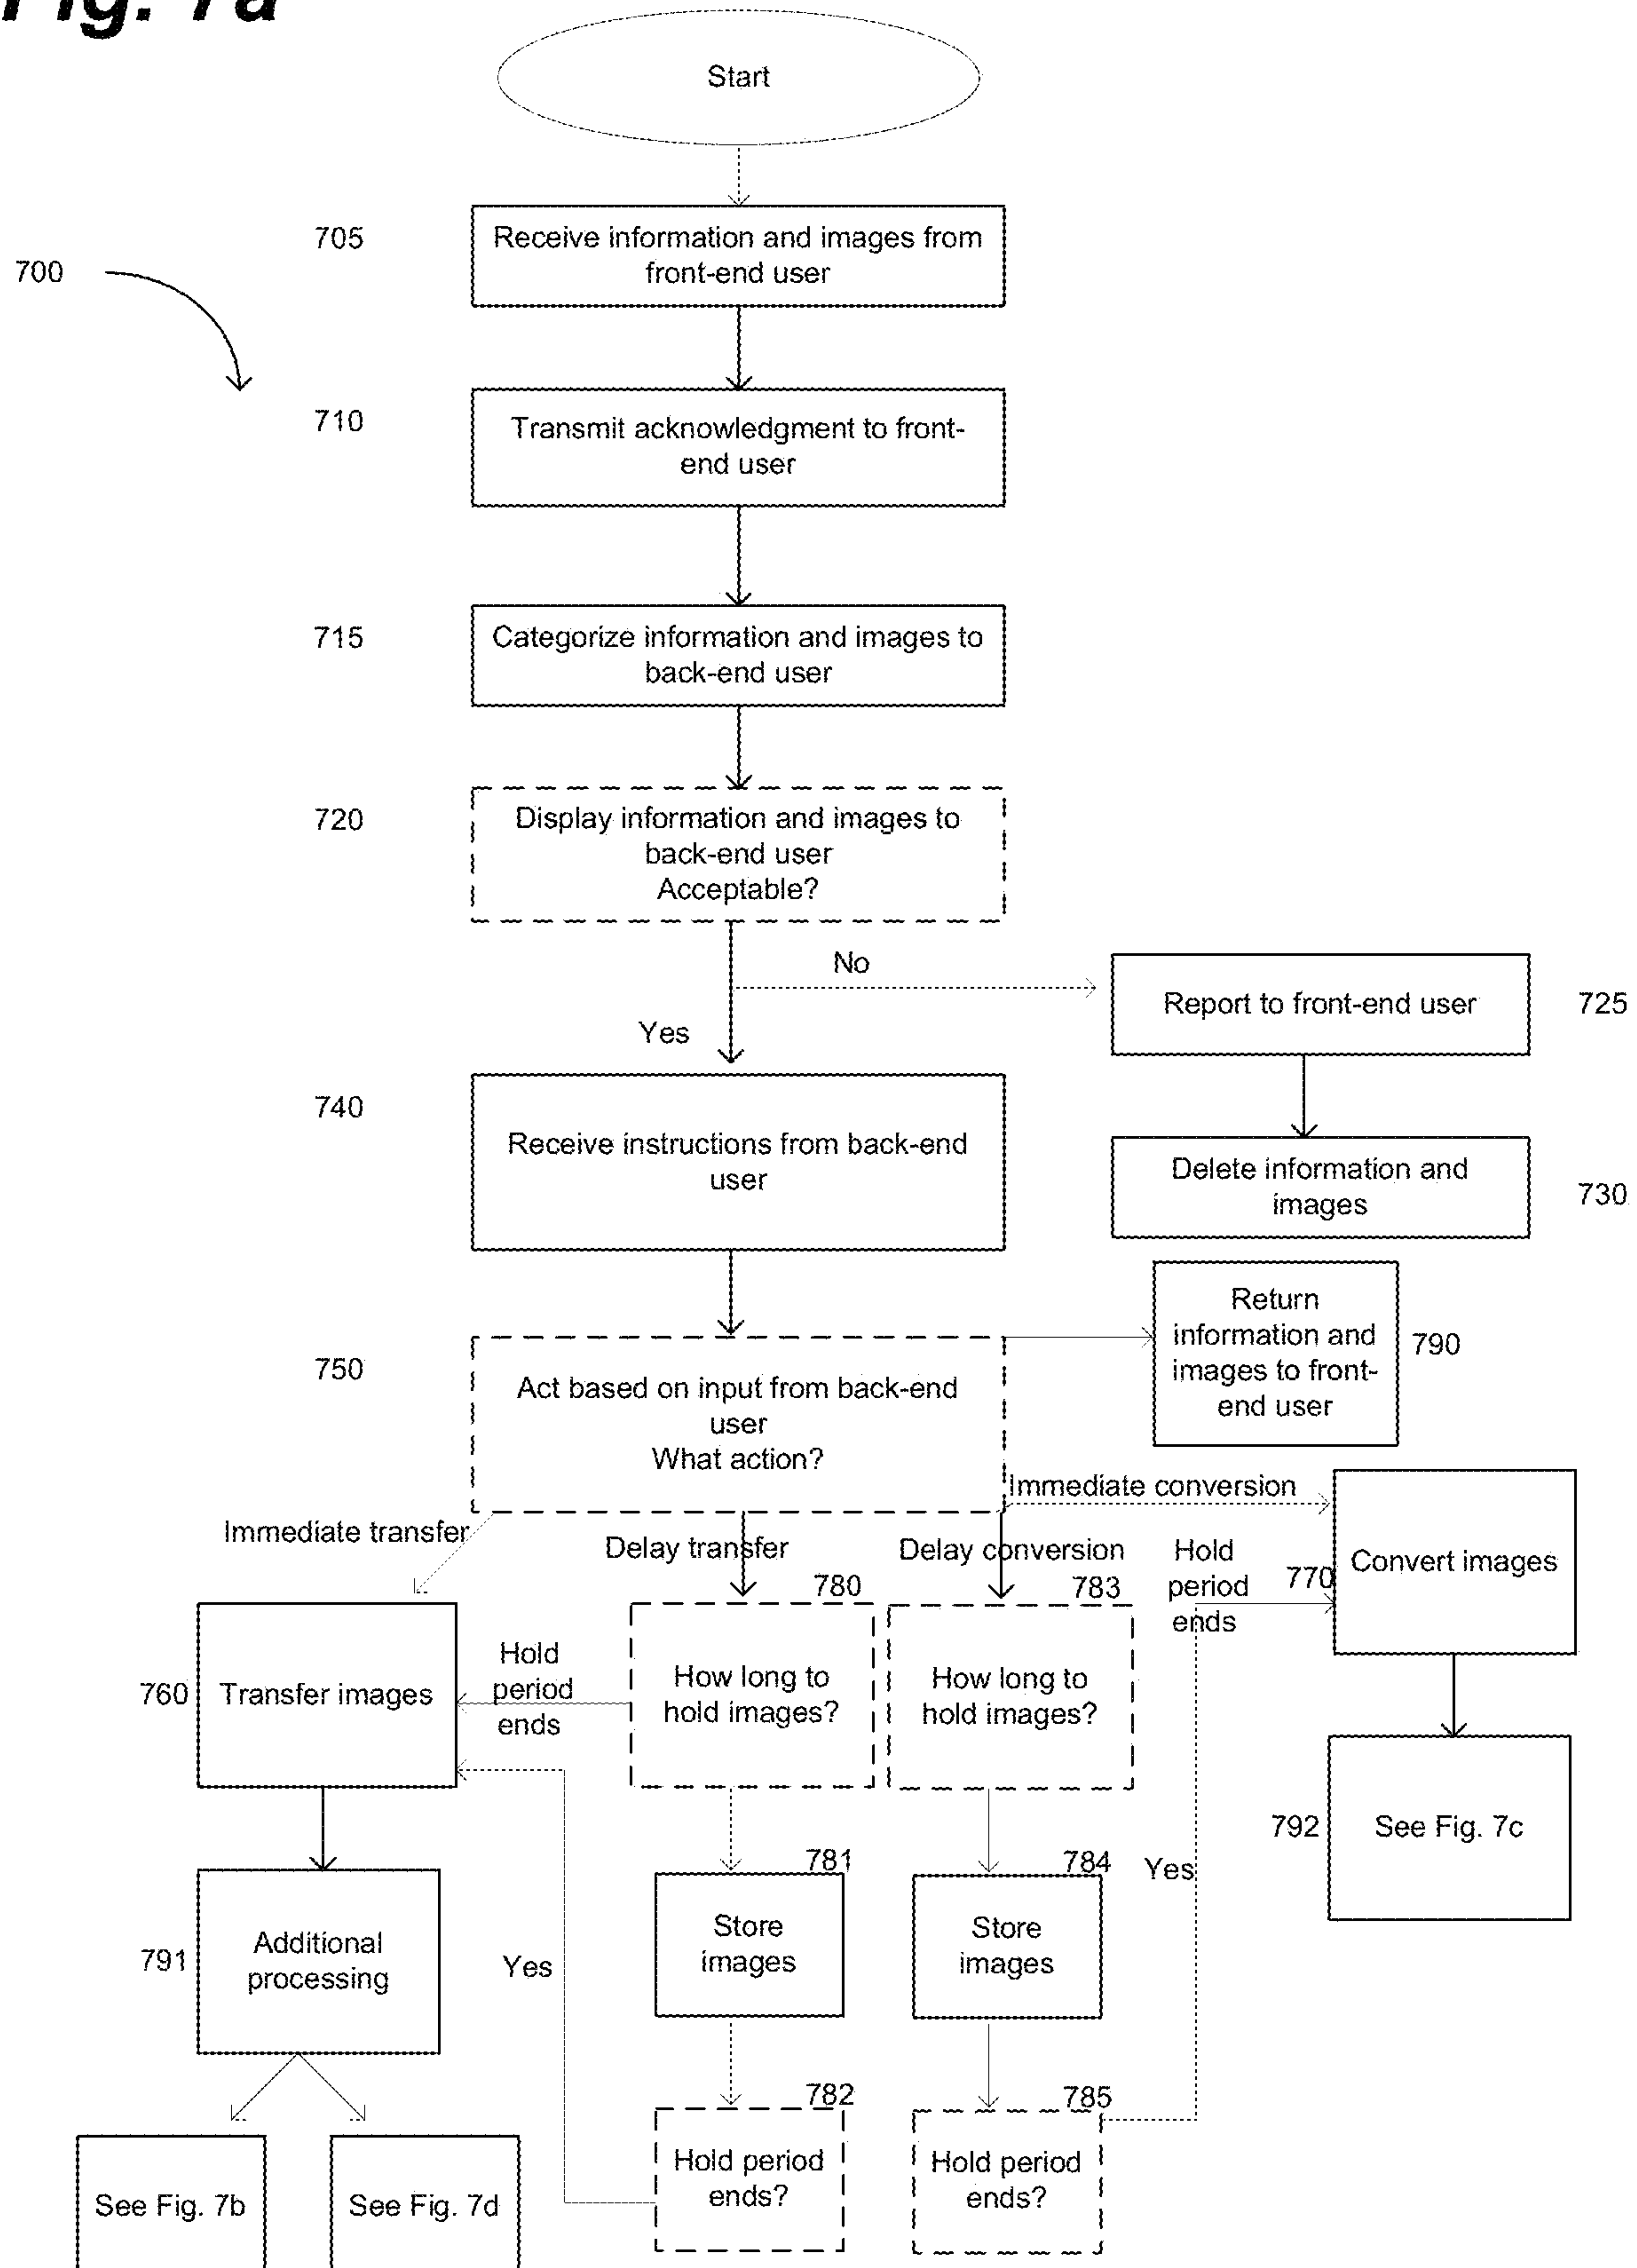 Fig. 7a
Start
705
Receive information and images from
front-end user
700
710
Transmit acknowledgment to front-
end user
715
Categorize information and images to
back-end user
720
Display information and images to
back-end user
Acceptable?
No
Report to front-end user
725
Yes
740
Receive instructions from back-end
user
Delete information and
images
730
Return
information and
images to front-
end user
790
750
Act based on input from back-end
user
What action?
Immediate conversion
Immediate transfer
Delay transfer
Delay conversion
Hold
period
ends
770
Convert images
780
783
760
Transfer images
Hold
period
ends
How long to
hold images?
How long to
hold images?
792
See Fig. 7c
781
784
Yes
791
Additional
processing
Yes
Store
images
Store
images
782
785
See Fig. 7b
See Fig. 7d
Hold period
ends?
Hold period
ends?